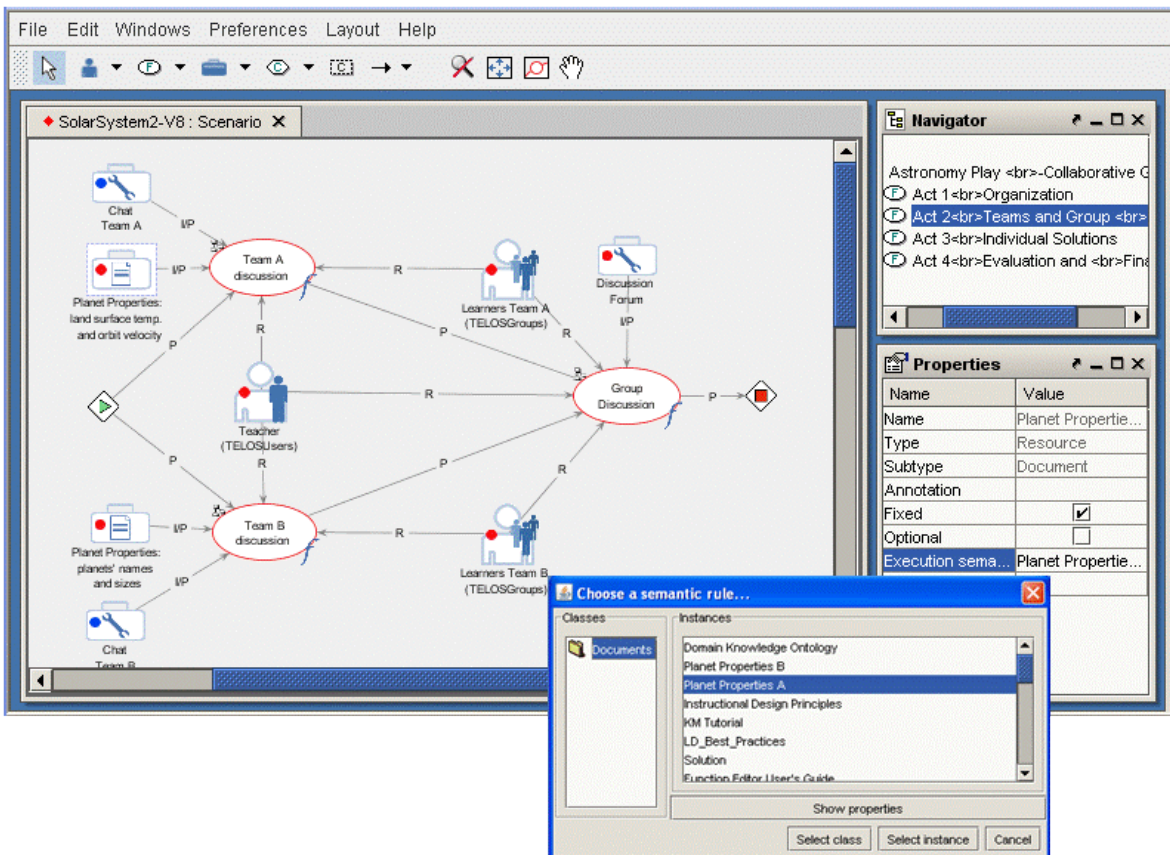 File Edit Windows Preferences Layout Help
F
C
C
SolarSystem2-V8 : Scenario
Chat
Team A
I/P
Planet Properties:
land surface temp.
and orbit velocity
I/P
Team A
discussion
f
R
Learners Team A
(TELOSGroups)
Discussion
Forum
I/P
R
P
R
P
Teacher
(TELOSUsers)
R
Group
Discussion
f
P
R
P
P
R
Planet Properties:
planets' names
and sizes
I/P
I/P
Team B
discussion
f
R
Learners Team B
(TELOSGroups)
Chat
Team B
Navigator
Astronomy Play <br>-Collaborative G
F Act 1<br>Organization
F Act 2<br>Teams and Group <br>
F Act 3<br>Individual Solutions
F Act 4<br>Evaluation and <br>Fina
Properties
Name Value
Name Planet Propertie...
Type Resource
Subtype Document
Annotation
Fixed
Optional
Execution sema... Planet Propertie...
Choose a semantic rule...
Classes
Documents
Instances
Domain Knowledge Ontology
Planet Properties B
Planet Properties A
Instructional Design Principles
KM Tutorial
LD_Best_Practices
Solution
Function Editor User's Guide
Show properties
Select class Select instance Cancel